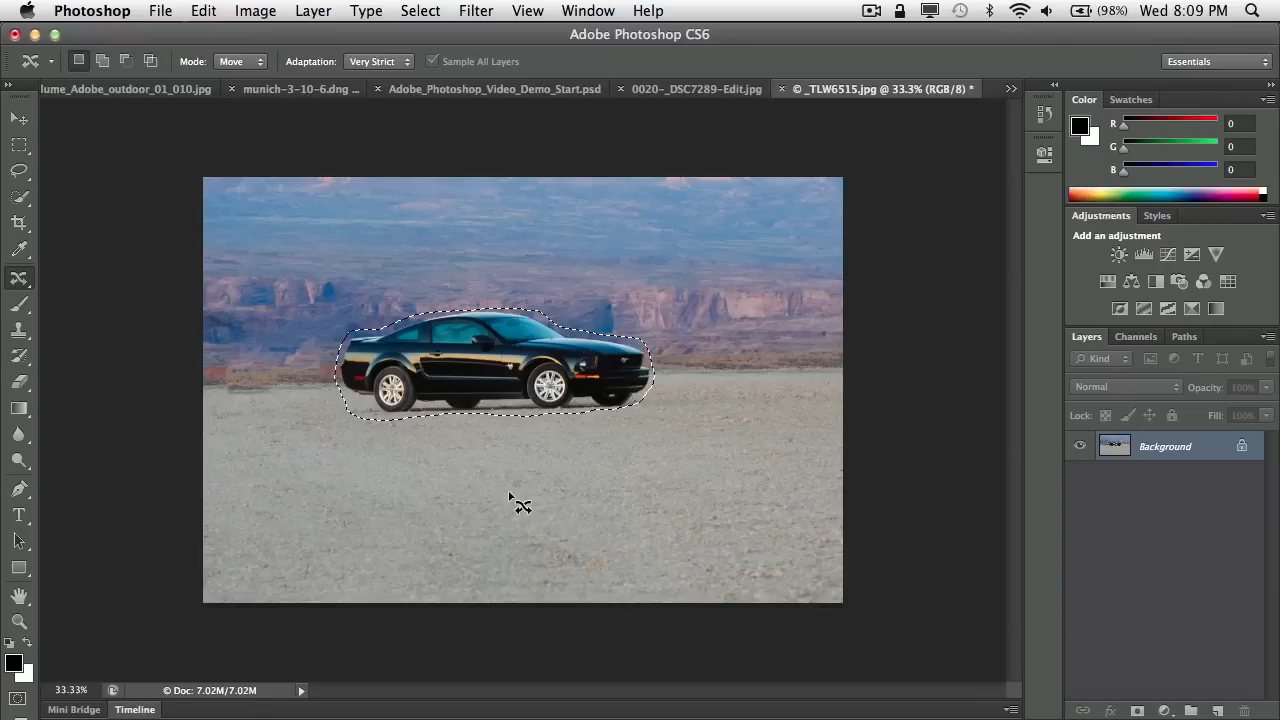 Photoshop File Edit Image Layer Type Select Filter View Window Help (98%) Wed 8:09 PM
Adobe Photoshop CS6
Mode: Move Adaptation: Very Strict Sample All Layers Essentials
lume_Adobe_outdoor_01_010.jpg × munich-3-10-6.dng ... × Adobe_Photoshop_Video_Demo_Start.psd × 0020-_DSC7289-Edit.jpg × © _TLW6515.jpg @ 33.3% (RGB/8) *
Color Swatches
R 0
G 0
B 0
Adjustments Styles
Add an adjustment
Layers Channels Paths
Kind
Normal Opacity: 100%
Lock: Fill: 100%
Background
33.33% © Doc: 7.02M/7.02M
Mini Bridge Timeline